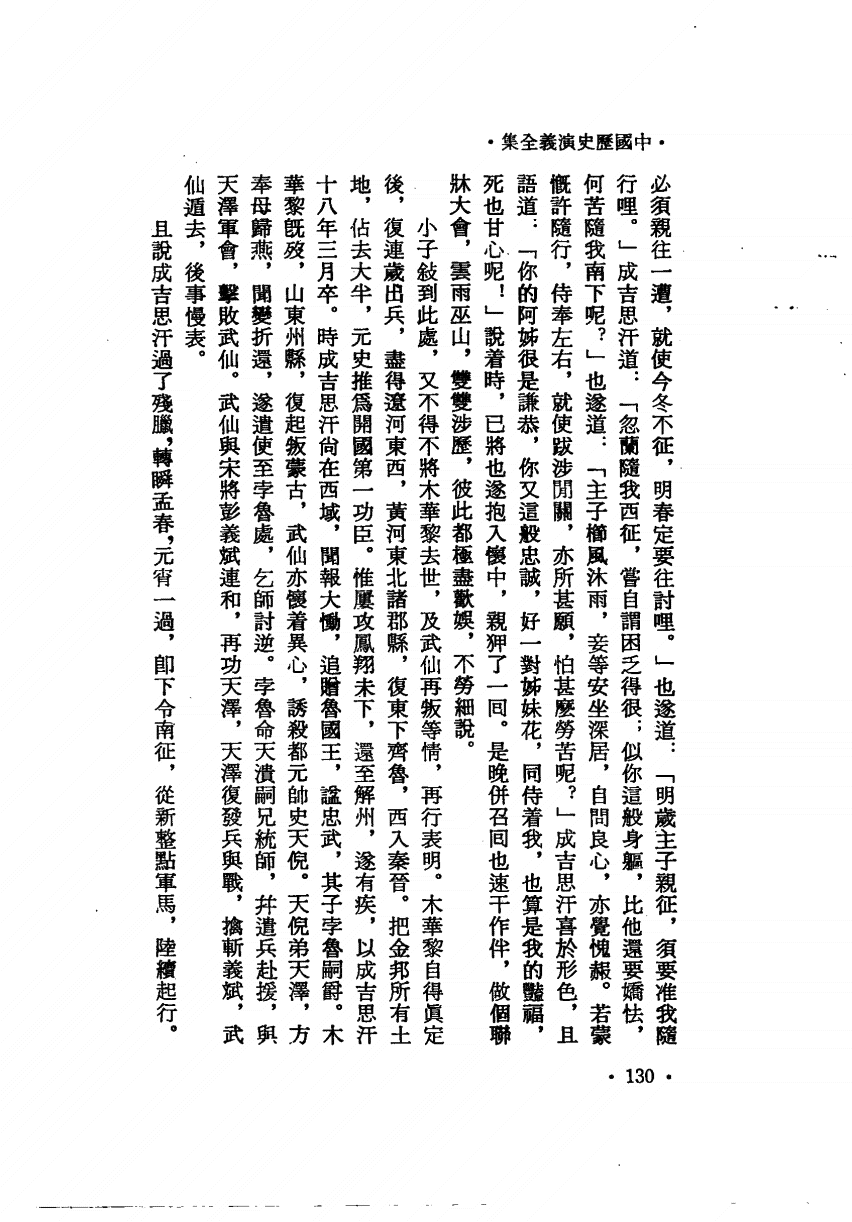 ·中國歷史演義全集·
必須親往一遭，就使今冬不征，明春定要往討哩。」也遂道：「明歲主子親征，須要准我隨
行哩。」成吉思汗道：「忽蘭隨我西征，嘗自謂困乏得很；似你這般身軀，比他還要嬌怯，
何苦隨我南下呢？」也遂道：「主子櫛風沐雨，妾等安坐深居，自問良心，亦覺愧赧。若蒙
慨許隨行，侍奉左右，就使跋涉閒關，亦所甚願，怕甚麼勞苦呢？」成吉思汗喜於形色，且
語道：「你的阿姊很是謙恭，你又這般忠誠，好一對姊妹花，同侍着我，也算是我的豔福，
死也甘心呢！」說着時，已將也遂抱入懷中，親狎了一回。是晚併召回也速干作伴，做個聯
牀大會，雲雨巫山，雙雙涉歷，彼此都極盡歡娛，不勞細說。
小子敍到此處，又不得不將木華黎去世，及武仙再叛等情，再行表明。木華黎自得眞定
後，復連歲出兵，盡得遼河東西，黃河東北諸郡縣，復東下齊魯，西入秦晉。把金邦所有土
地，佔去大半，元史推爲開國第一功臣。惟屢攻鳳翔未下，還至解州，遂有疾，以成吉思汗
十八年三月卒。時成吉思汗尙在西域，聞報大慟，追贈魯國王，諡忠武，其子孛魯嗣爵。木
華黎旣歿，山東州縣，復起叛蒙古，武仙亦懷着異心，誘殺都元帥史天倪。天倪弟天澤，方
奉母歸燕，聞變折還，遂遣使至孛魯處，乞師討逆。孛魯命天潢嗣兄統師，幷遣兵赴援，與
天澤軍會，擊敗武仙。武仙與宋將彭義斌連和，再功天澤，天澤復發兵與戰，擒斬義斌，武
仙遁去，後事慢表。
且說成吉思汗過了殘臘，轉瞬孟春，元宵一過，卽下令南征，從新整點軍馬，陸續起行。
·130·